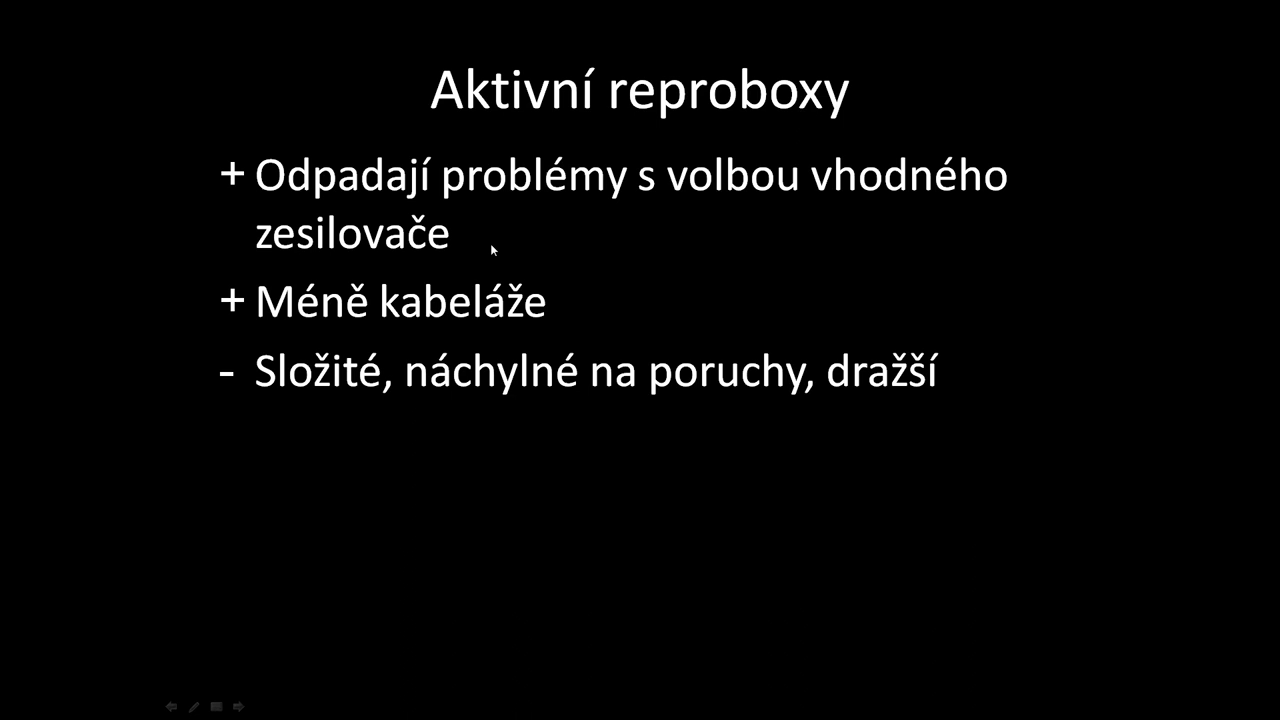 Aktivní reproboxy
+ Odpadají problémy s volbou vhodného
zesilovače
+ Méně kabeláže
- Složité, náchylné na poruchy, dražší